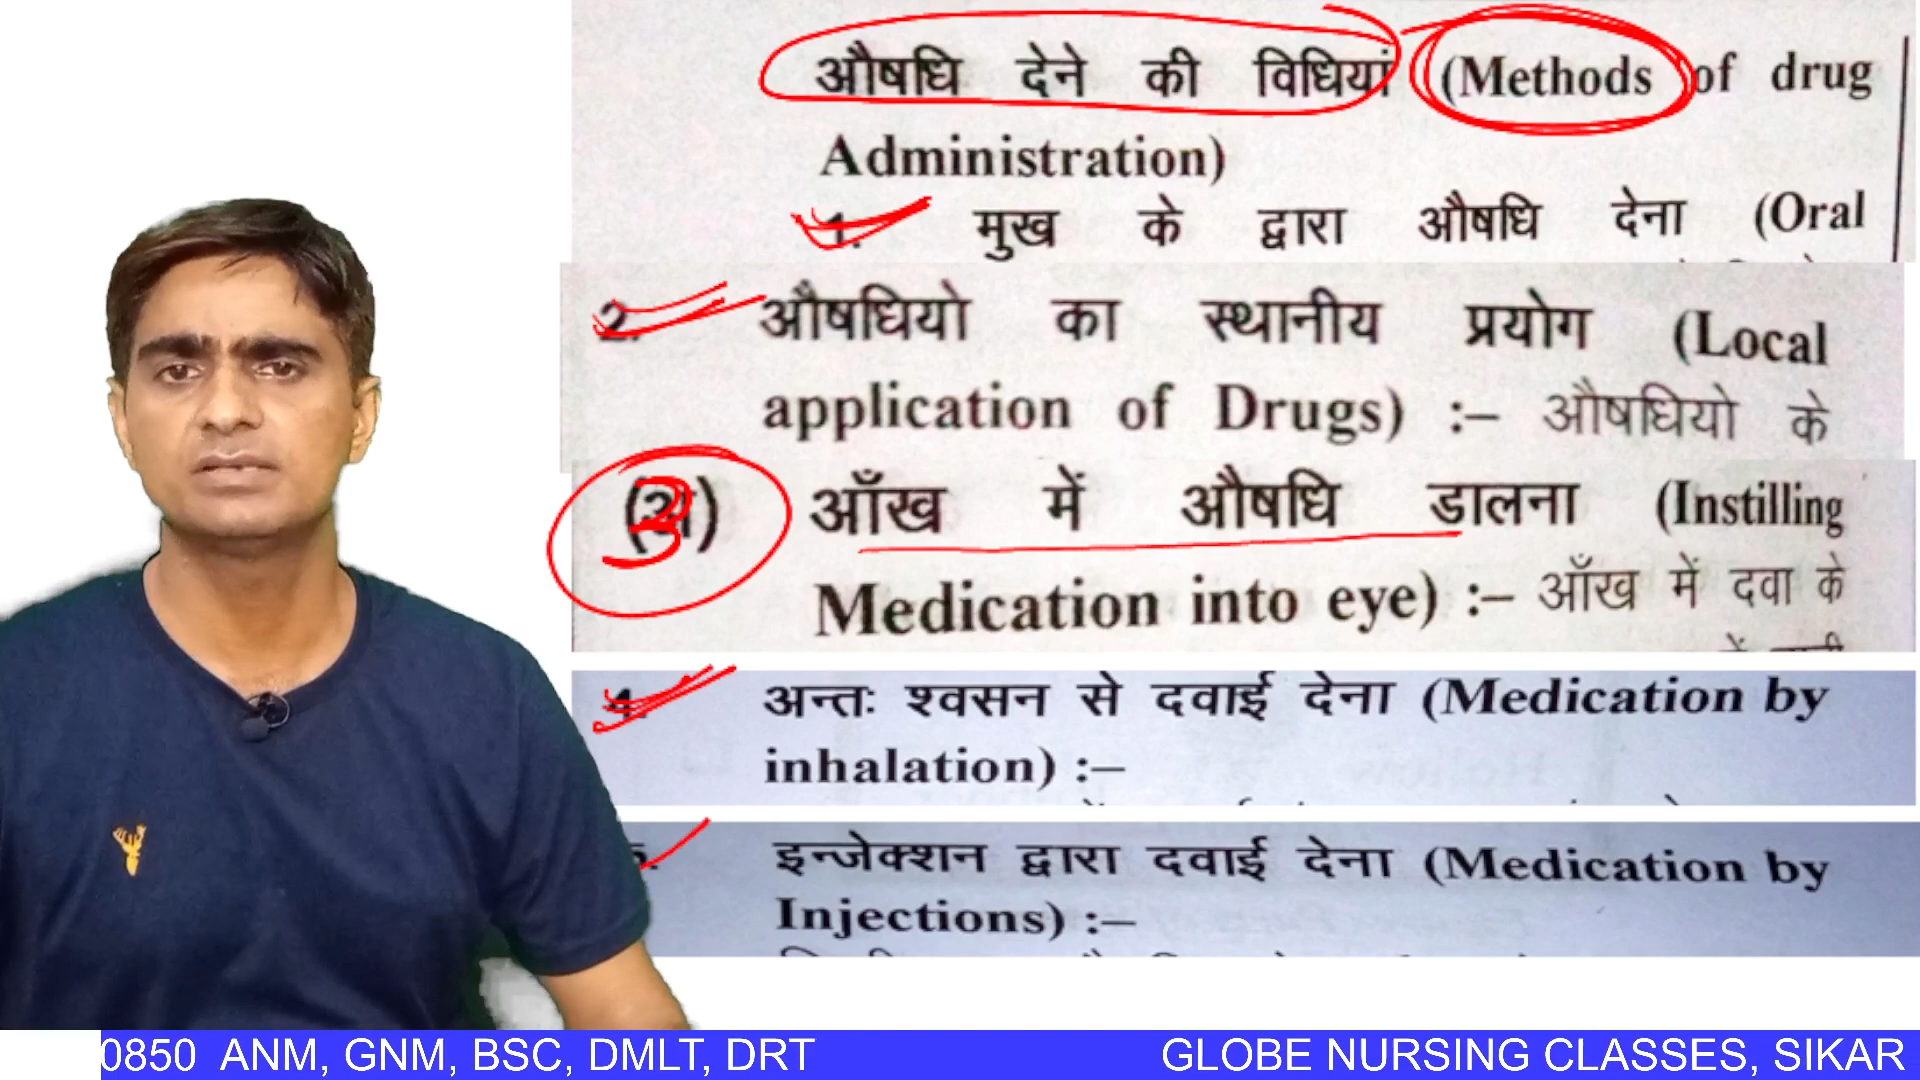 औषधि देने की विधियां (Methods of drug
Administration)
1. मुख के द्वारा औषधि देना (Oral
2. औषधियो का स्थानीय प्रयोग (Local
application of Drugs) :– औषधियो के
(अ) 3 आँख में औषधि डालना (Instilling
Medication into eye) :– आँख में दवा के
4. अन्तः श्वसन से दवाई देना (Medication by
inhalation) :–
5. इन्जेक्शन द्वारा दवाई देना (Medication by
Injections) :–
0850 ANM, GNM, BSC, DMLT, DRT GLOBE NURSING CLASSES, SIKAR